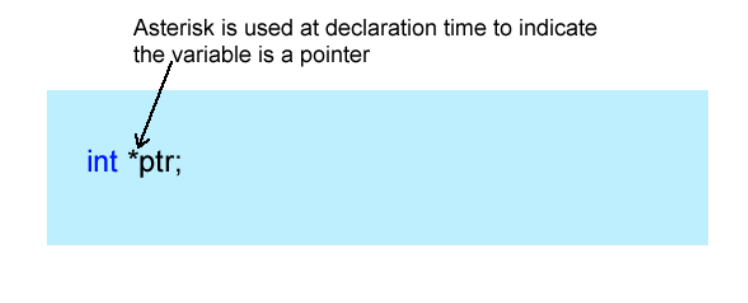 Asterisk is used at declaration time to indicate
the variable is a pointer
int *ptr;